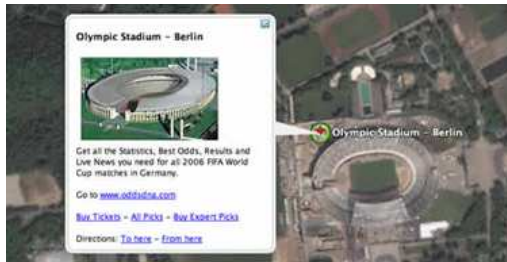 Olympic Stadium - Berlin
Get all the Statistics, Best Odds, Results and
Live News you need for all 2006 FIFA World
Cup matches in Germany.
Go to www.oddsdna.com
Buy Tickets - All Picks - Buy Expert Picks
Directions: To here - From here
Olympic Stadium - Berlin